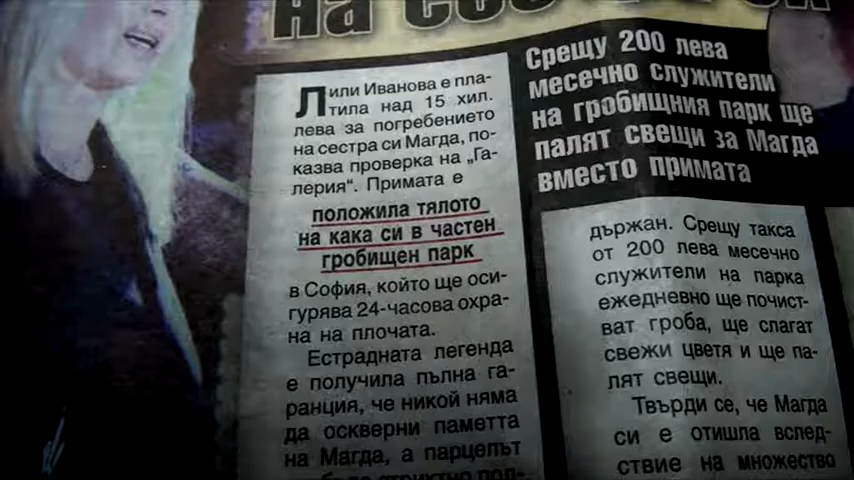 на
Лили Иванова е пла-
тила над 15 хил.
лева за погребението
на сестра си Магда, по-
казва проверка на „Га-
лерия“. Примата е
положила тялото
на кака си в частен
гробищен парк
в София, който ще оси-
гурява 24-часова охра-
на на плочата.
Естрадната легенда
е получила пълна га-
ранция, че никой няма
да оскверни паметта
на Магда, а парцелът
Срещу 200 лева
месечно служители
на гробищния парк ще
палят свещи за Магда
вместо примата
държан. Срещу такса
от 200 лева месечно
служители на парка
ежедневно ще почист-
ват гроба, ще слагат
свежи цветя и ще па-
лят свещи.
Твърди се, че Магда
си е отишла вслед-
ствие на множество